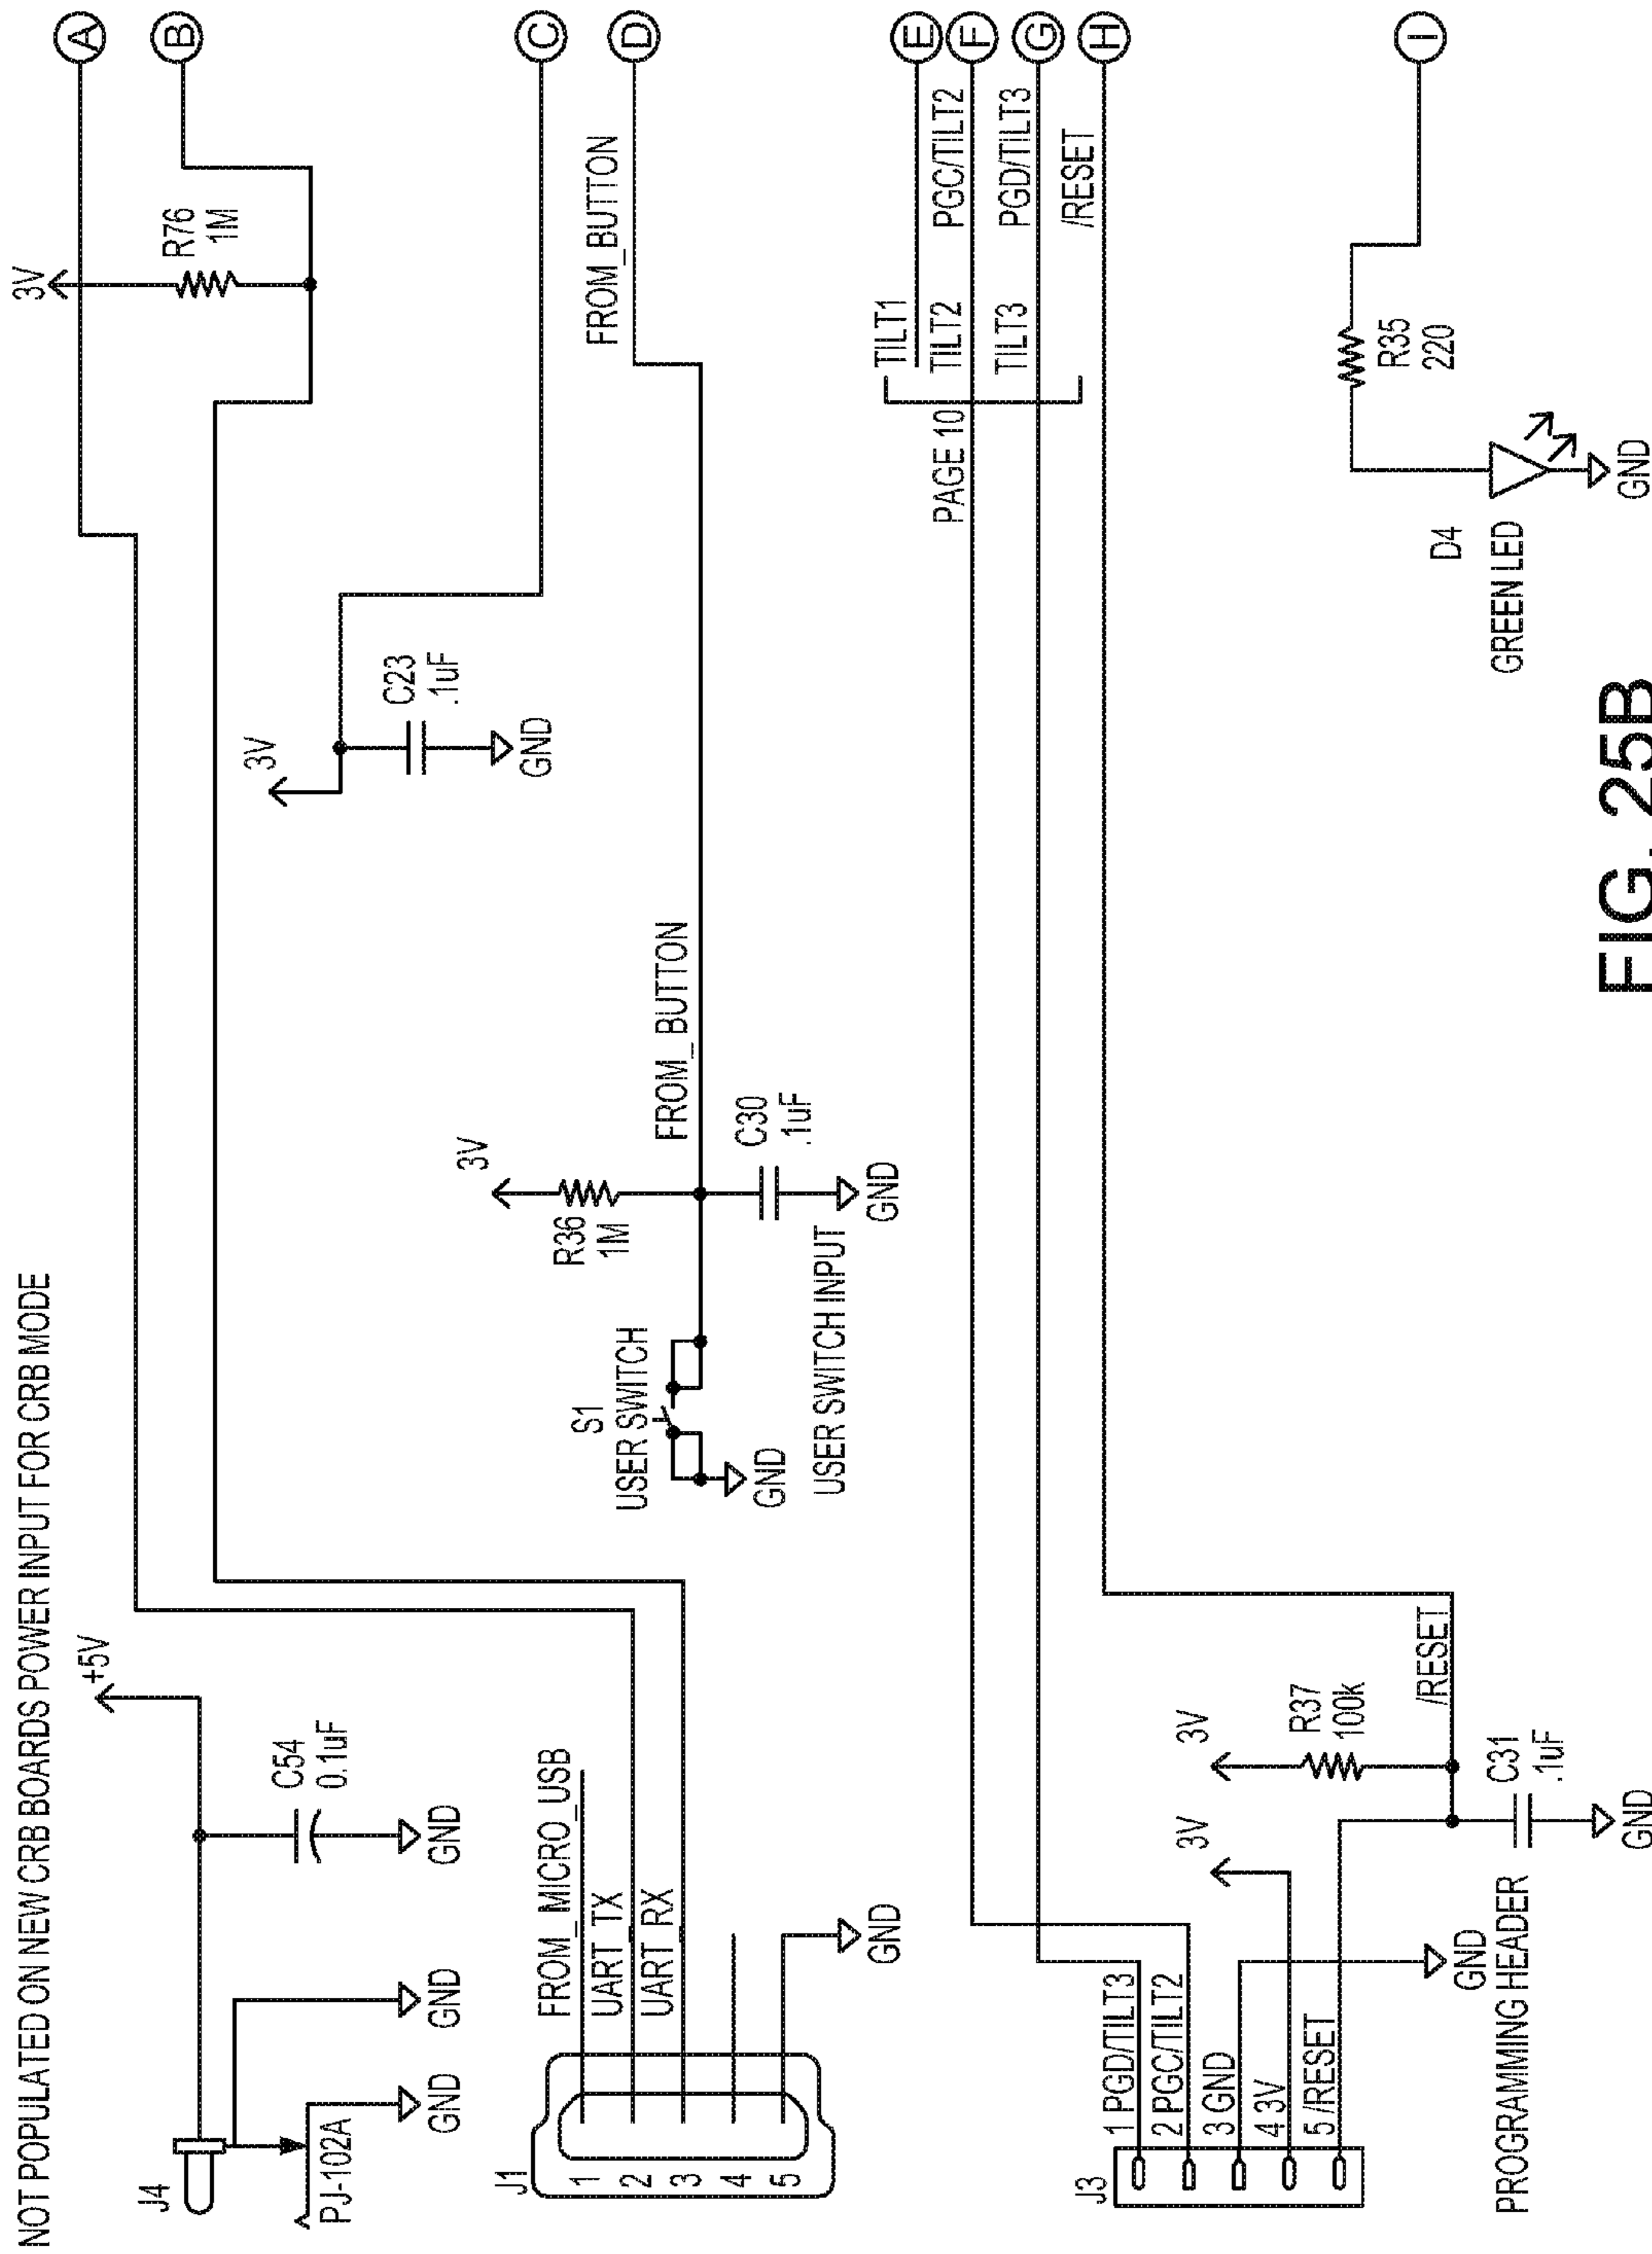 NOT POPULATED ON NEW CRB BOARDS POWER INPUT FOR CRB MODE
J4
PJ-102A
GND
GND
C54
0.1uF
GND
+5V
3V
R76
1M
A
B
J1
1
2
3
4
5
FROM_MICRO_USB
UART_TX
UART_RX
GND
3V
C23
.1uF
GND
C
S1
USER SWITCH
GND
USER SWITCH INPUT
3V
R36
1M
C30
.1uF
GND
FROM_BUTTON
FROM_BUTTON
D
PAGE 10
TILT1
TILT2
PGC/TILT2
TILT3
PGD/TILT3
/RESET
E
F
G
H
J3
1 PGD/TILT3
2 PGC/TILT2
3 GND
4 3V
5 /RESET
PROGRAMMING HEADER
GND
3V
3V
R37
100k
/RESET
C31
.1uF
GND
D4
GREEN LED
GND
R35
220
I
FIG. 25B